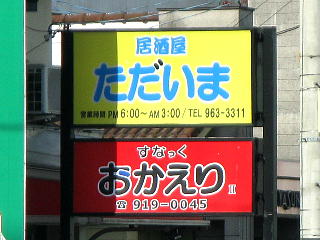 居酒屋
ただいま
営業時間 PM 6:00～AM 3:00/TEL 963-3311
すなっく
おかえり II
☎ 919-0045